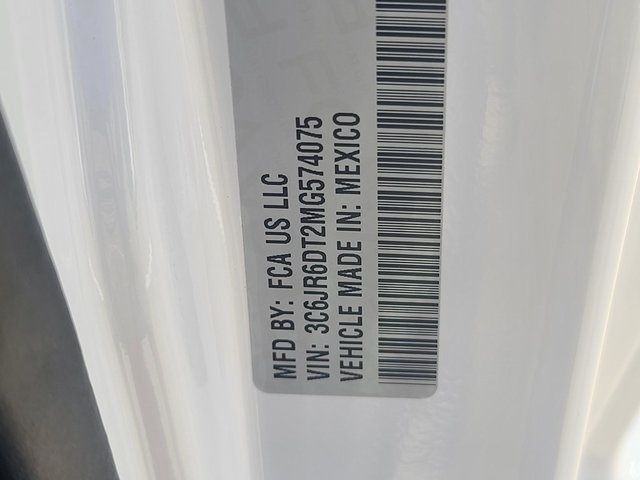 MFD BY: FCA US LLC
VIN: 3C6JR6DT2MG574075
VEHICLE MADE IN: MEXICO